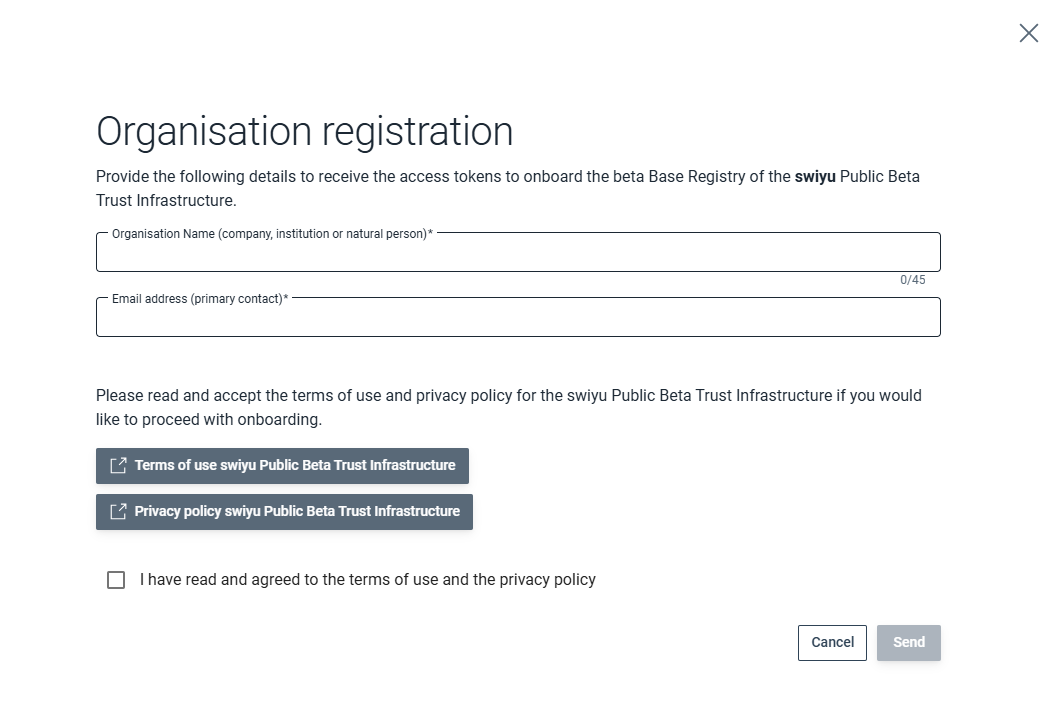 Organisation registration
Provide the following details to receive the access tokens to onboard the beta Base Registry of the swiyu Public Beta
Trust Infrastructure.
Organisation Name (company, institution or natural person)*
0/45
Email address (primary contact)*
Please read and accept the terms of use and privacy policy for the swiyu Public Beta Trust Infrastructure if you would
like to proceed with onboarding.
Terms of use swiyu Public Beta Trust Infrastructure
Privacy policy swiyu Public Beta Trust Infrastructure
I have read and agreed to the terms of use and the privacy policy
Cancel Send